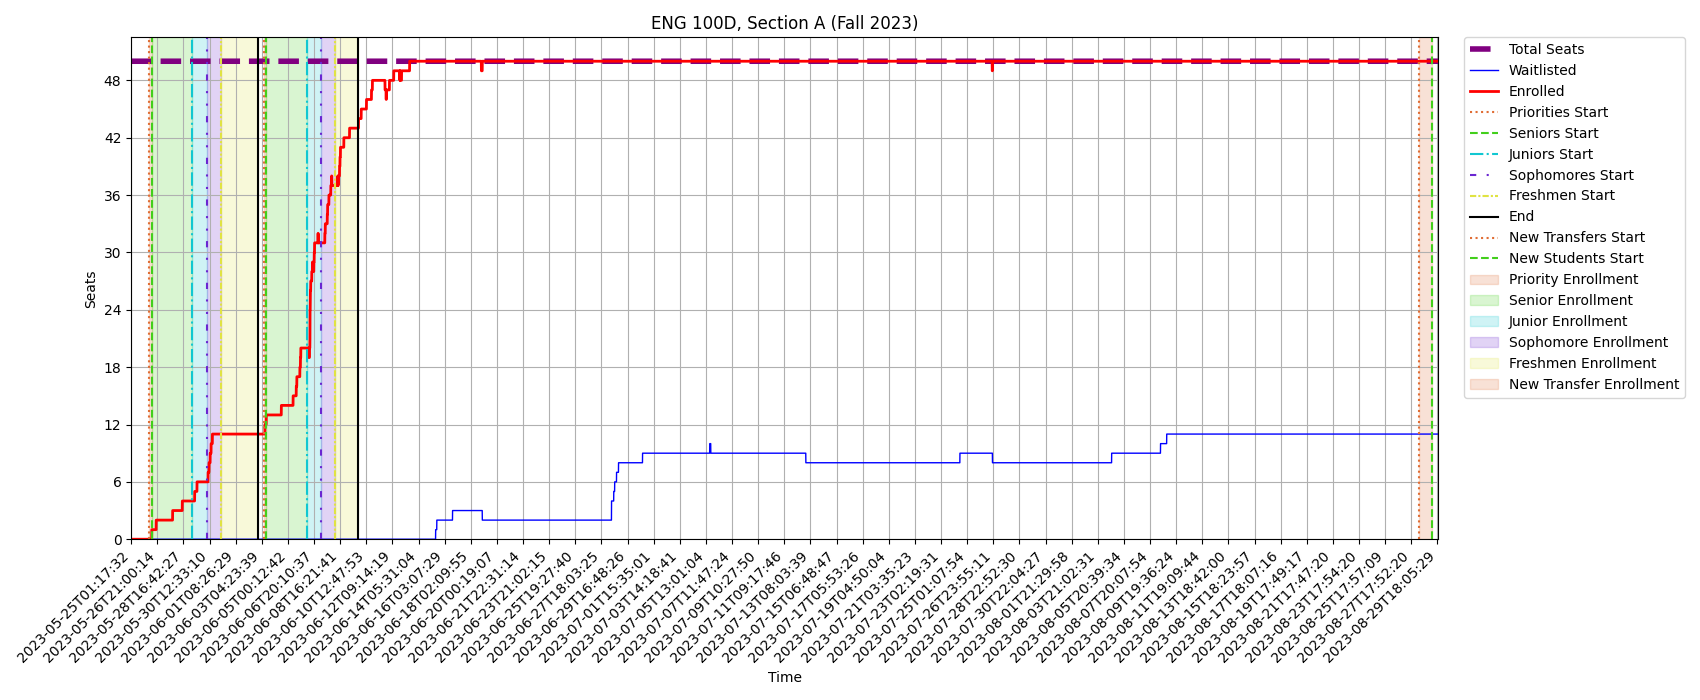 ENG 100D, Section A (Fall 2023)
Total Seats
Waitlisted
Enrolled
Priorities Start
Seniors Start
Juniors Start
Sophomores Start
Freshmen Start
End
New Transfers Start
New Students Start
Priority Enrollment
Senior Enrollment
Junior Enrollment
Sophomore Enrollment
Freshmen Enrollment
New Transfer Enrollment
Seats
48
42
36
30
24
18
12
6
0
2023-05-25T01:17:32
2023-05-26T21:00:14
2023-05-28T16:42:27
2023-05-30T12:33:10
2023-06-01T08:26:29
2023-06-03T04:23:39
2023-06-05T00:12:42
2023-06-06T20:10:37
2023-06-08T16:21:41
2023-06-10T12:47:53
2023-06-12T09:14:19
2023-06-14T05:31:04
2023-06-16T03:07:29
2023-06-18T02:09:55
2023-06-20T00:19:07
2023-06-21T22:31:14
2023-06-23T21:02:15
2023-06-25T19:27:40
2023-06-27T18:03:25
2023-06-29T16:48:26
2023-07-01T15:35:01
2023-07-03T14:18:41
2023-07-05T13:01:04
2023-07-07T11:47:24
2023-07-09T10:27:50
2023-07-11T09:17:46
2023-07-13T08:03:39
2023-07-15T06:48:47
2023-07-17T05:53:26
2023-07-19T04:50:04
2023-07-21T03:35:23
2023-07-23T02:19:31
2023-07-25T01:07:54
2023-07-26T23:55:11
2023-07-28T22:52:30
2023-07-30T22:04:27
2023-08-01T21:29:58
2023-08-03T21:02:31
2023-08-05T20:39:34
2023-08-07T20:07:54
2023-08-09T19:36:24
2023-08-11T19:09:44
2023-08-13T18:42:00
2023-08-15T18:23:57
2023-08-17T18:07:16
2023-08-19T17:49:17
2023-08-21T17:47:20
2023-08-23T17:54:20
2023-08-25T17:57:09
2023-08-27T17:52:20
2023-08-29T18:05:29
Time